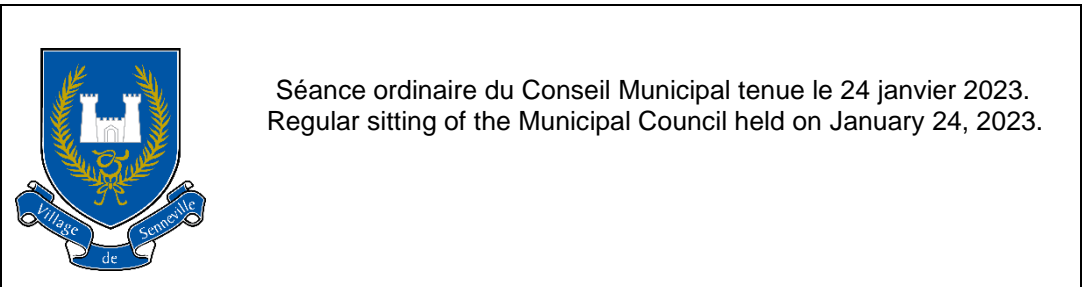 Séance ordinaire du Conseil Municipal tenue le 24 janvier 2023.
Regular sitting of the Municipal Council held on January 24, 2023.
Village
de
Senneville